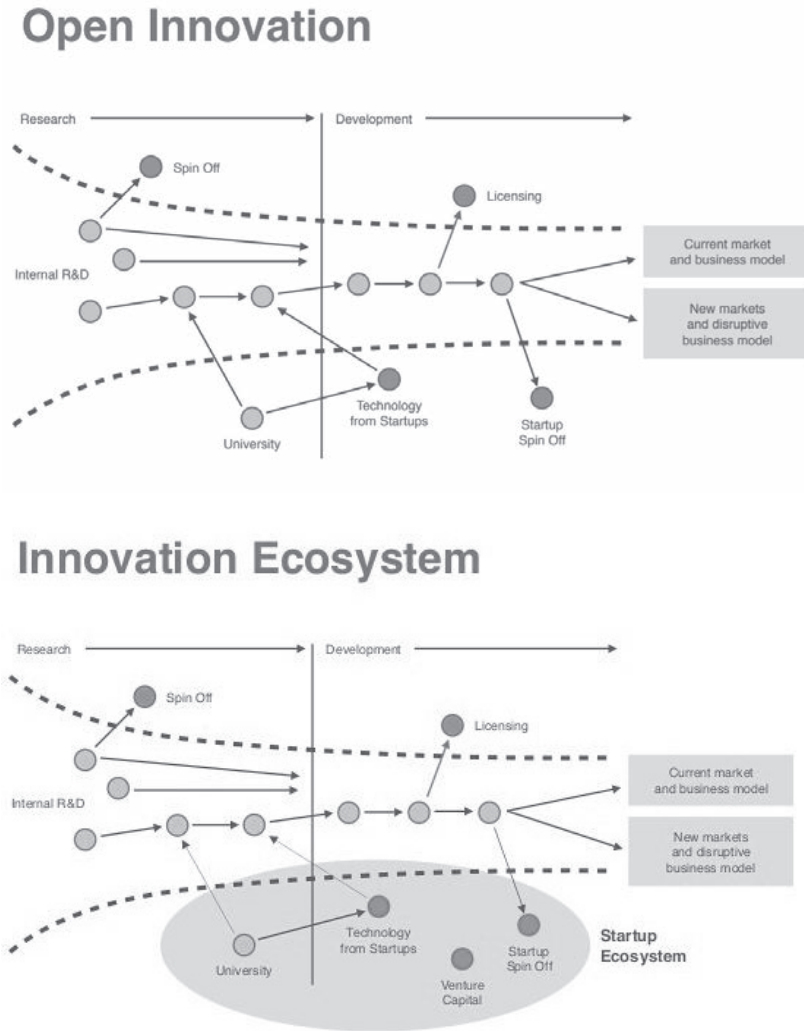 Open Innovation
Research
Development
Spin Off
Licensing
Internal R&D
Current market
and business model
New markets
and disruptive
business model
Technology
from Startups
University
Startup
Spin Off
Innovation Ecosystem
Research
Development
Spin Off
Licensing
Internal R&D
Current market
and business model
New markets
and disruptive
business model
Technology
from Startups
University
Startup
Spin Off
Venture
Capital
Startup
Ecosystem